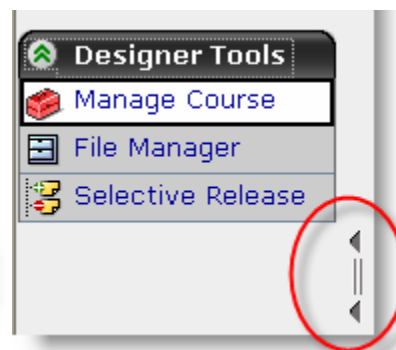 Designer Tools
Manage Course
File Manager
Selective Release